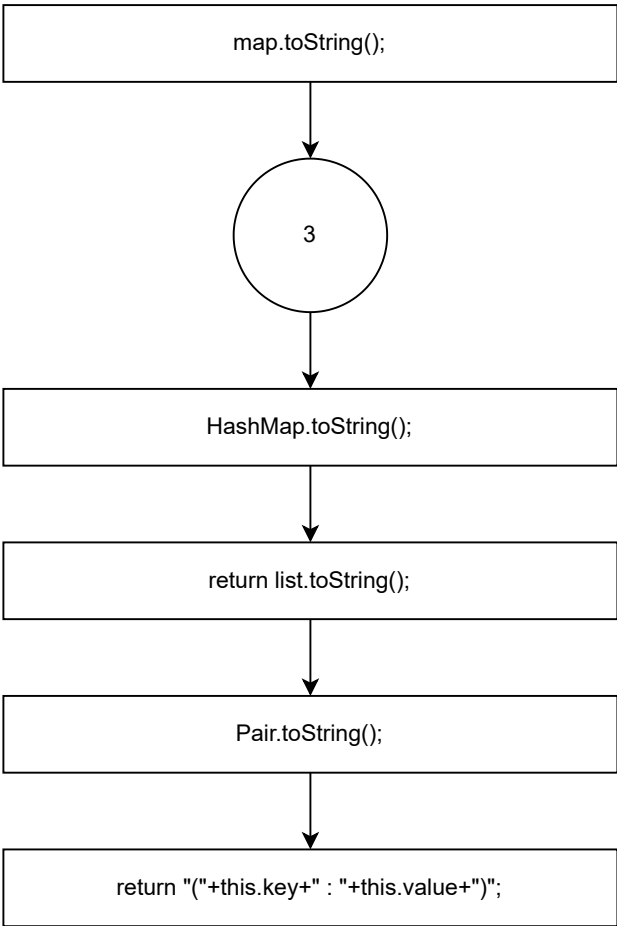 map.toString();
3
HashMap.toString();
return list.toString();
Pair.toString();
return "("+this.key+" : "+this.value+")";